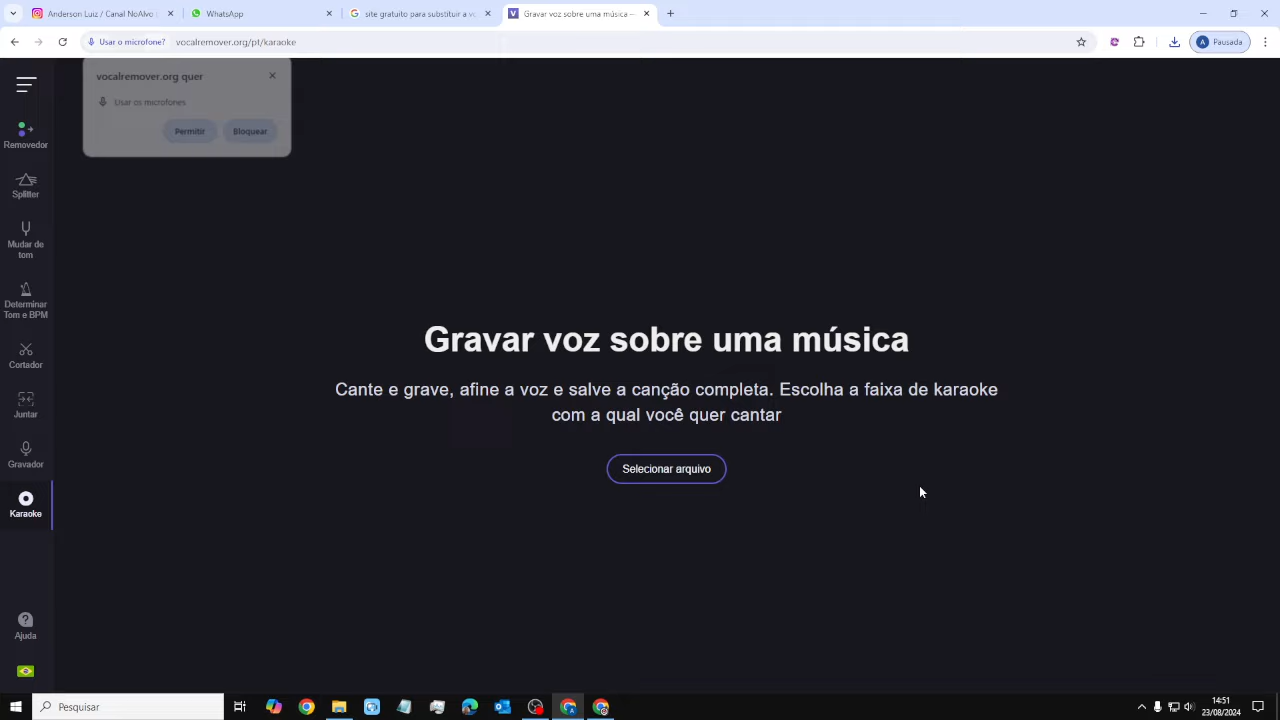 Anderson Luz / Canal NoAlvo
WhatsApp
site gratuito para substituir a v
Gravar voz sobre uma música —
Usar o microfone?
vocalremover.org/pt/karaoke
A
Pausada
vocalremover.org quer
Usar os microfones
Permitir
Bloquear
Removedor
Splitter
Mudar de
tom
Determinar
Tom e BPM
Cortador
Juntar
Gravador
Karaoke
Ajuda
Gravar voz sobre uma música
Cante e grave, afine a voz e salve a canção completa. Escolha a faixa de karaoke
com a qual você quer cantar
Selecionar arquivo
Pesquisar
14:51
23/08/2024